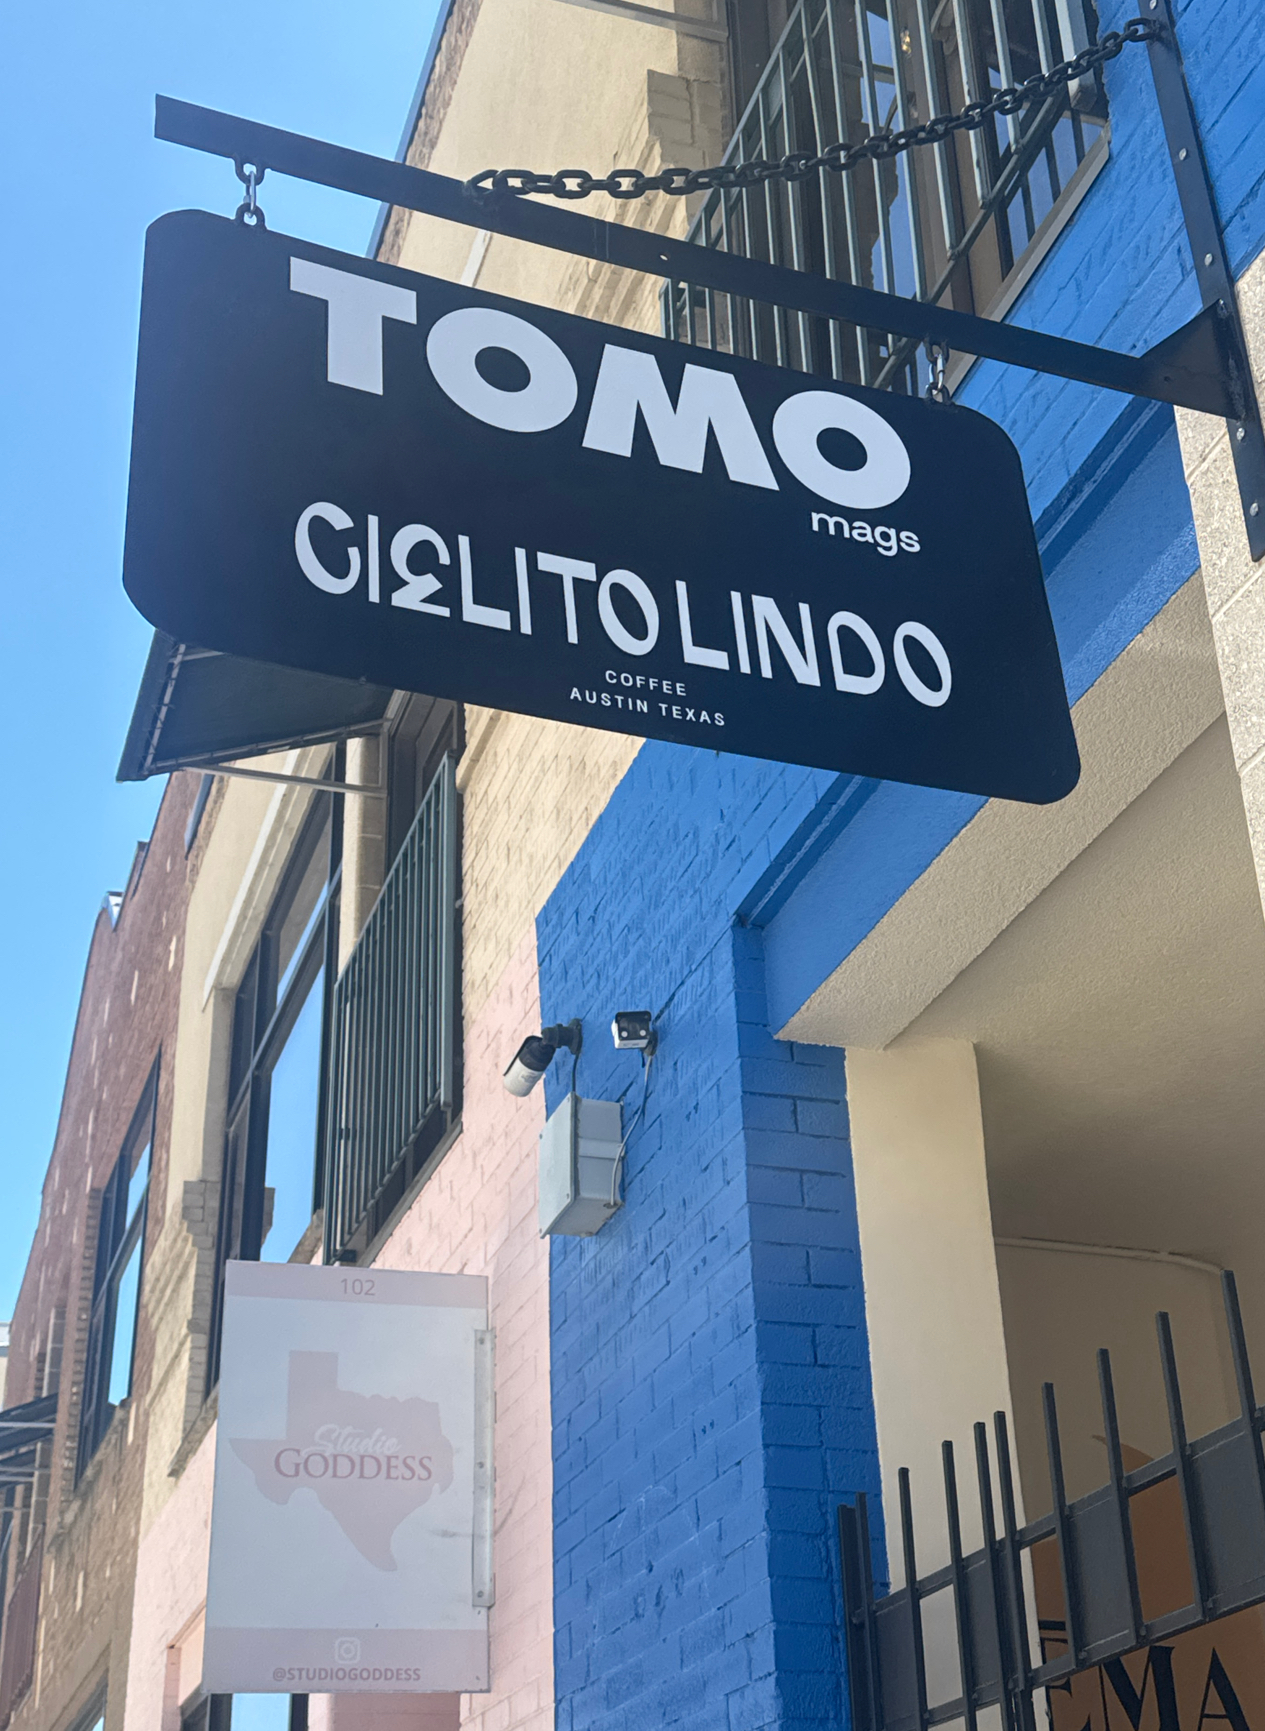 TOMO
mags
CIELITO LINDO
COFFEE
AUSTIN TEXAS
102
Studio
GODDESS
@STUDIOGODDESS